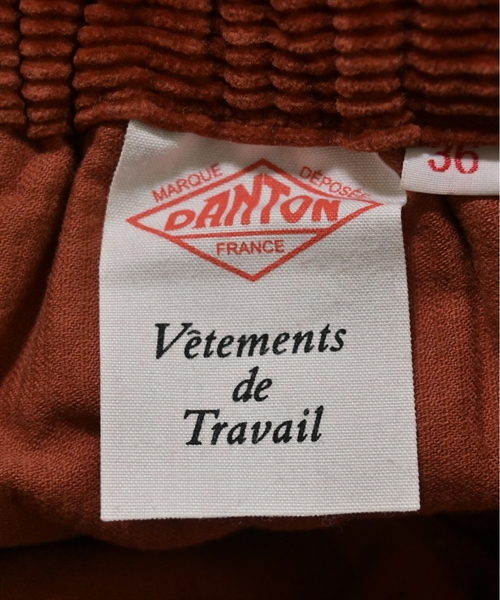 MARQUE DÉPOSÉE
DANTON
FRANCE
36
Vêtements
de
Travail